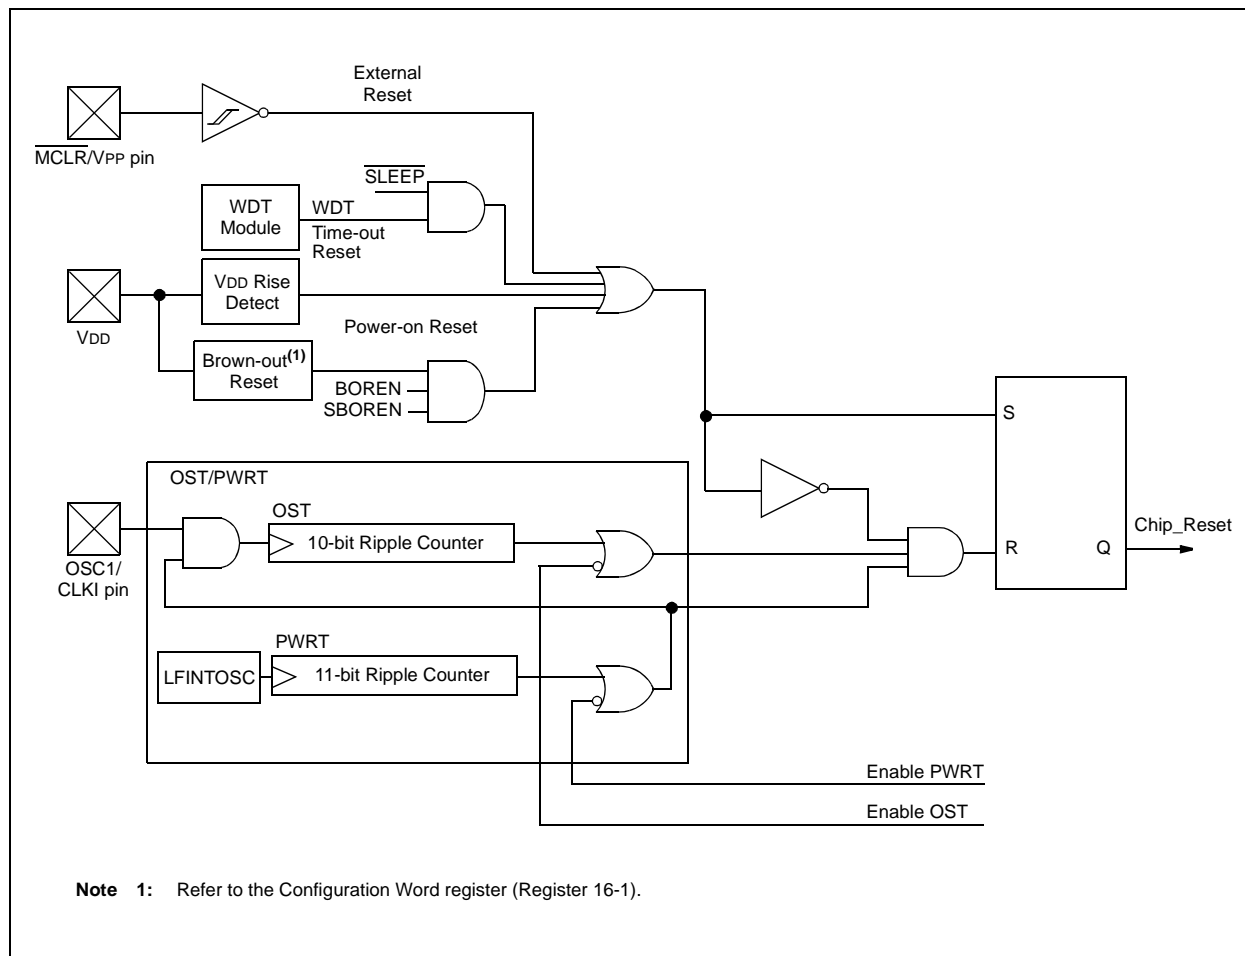 External
Reset
MCLR/VPP pin
SLEEP
WDT
Module
WDT
Time-out
Reset
VDD Rise
Detect
VDD
Power-on Reset
Brown-out(1)
Reset
BOREN
SBOREN
S
OST/PWRT
OST
10-bit Ripple Counter
Chip_Reset
R
Q
OSC1/
CLKI pin
PWRT
LFINTOSC
11-bit Ripple Counter
Enable PWRT
Enable OST
Note 1: Refer to the Configuration Word register (Register 16-1).